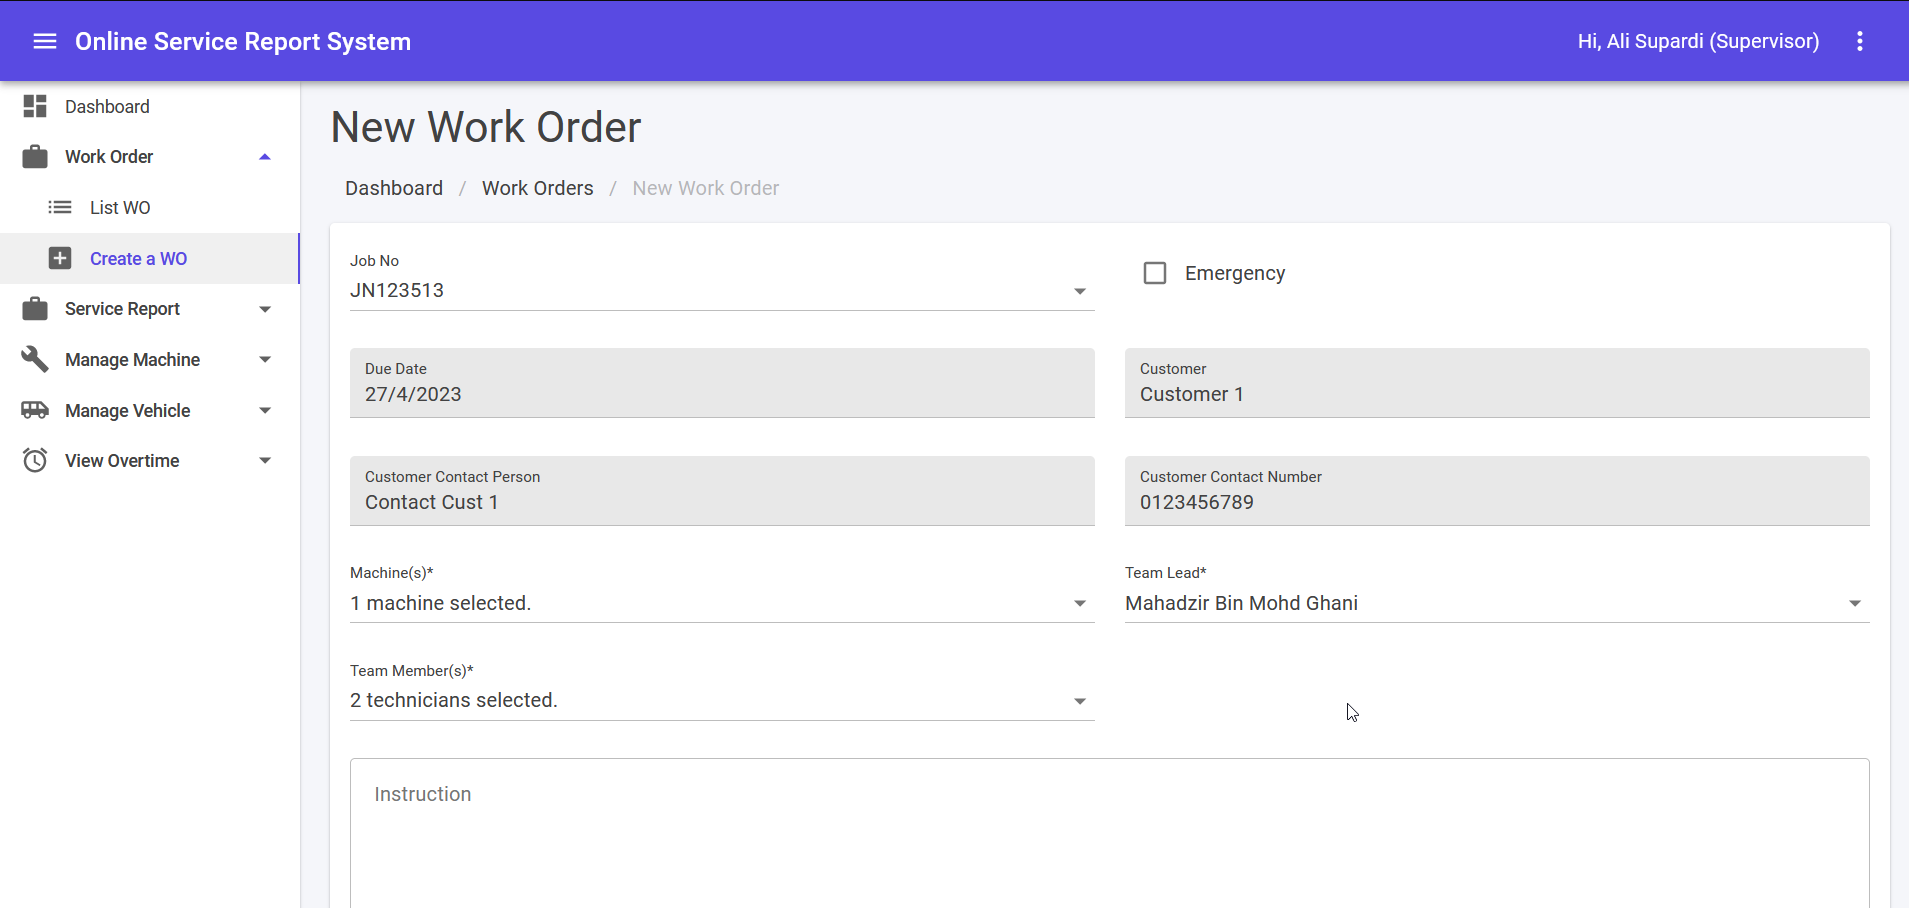 Online Service Report System
Hi, Ali Supardi (Supervisor)
Dashboard
Work Order
List WO
Create a WO
Service Report
Manage Machine
Manage Vehicle
View Overtime
New Work Order
Dashboard / Work Orders / New Work Order
Job No
JN123513
Emergency
Due Date
27/4/2023
Customer
Customer 1
Customer Contact Person
Contact Cust 1
Customer Contact Number
0123456789
Machine(s)*
1 machine selected.
Team Lead*
Mahadzir Bin Mohd Ghani
Team Member(s)*
2 technicians selected.
Instruction